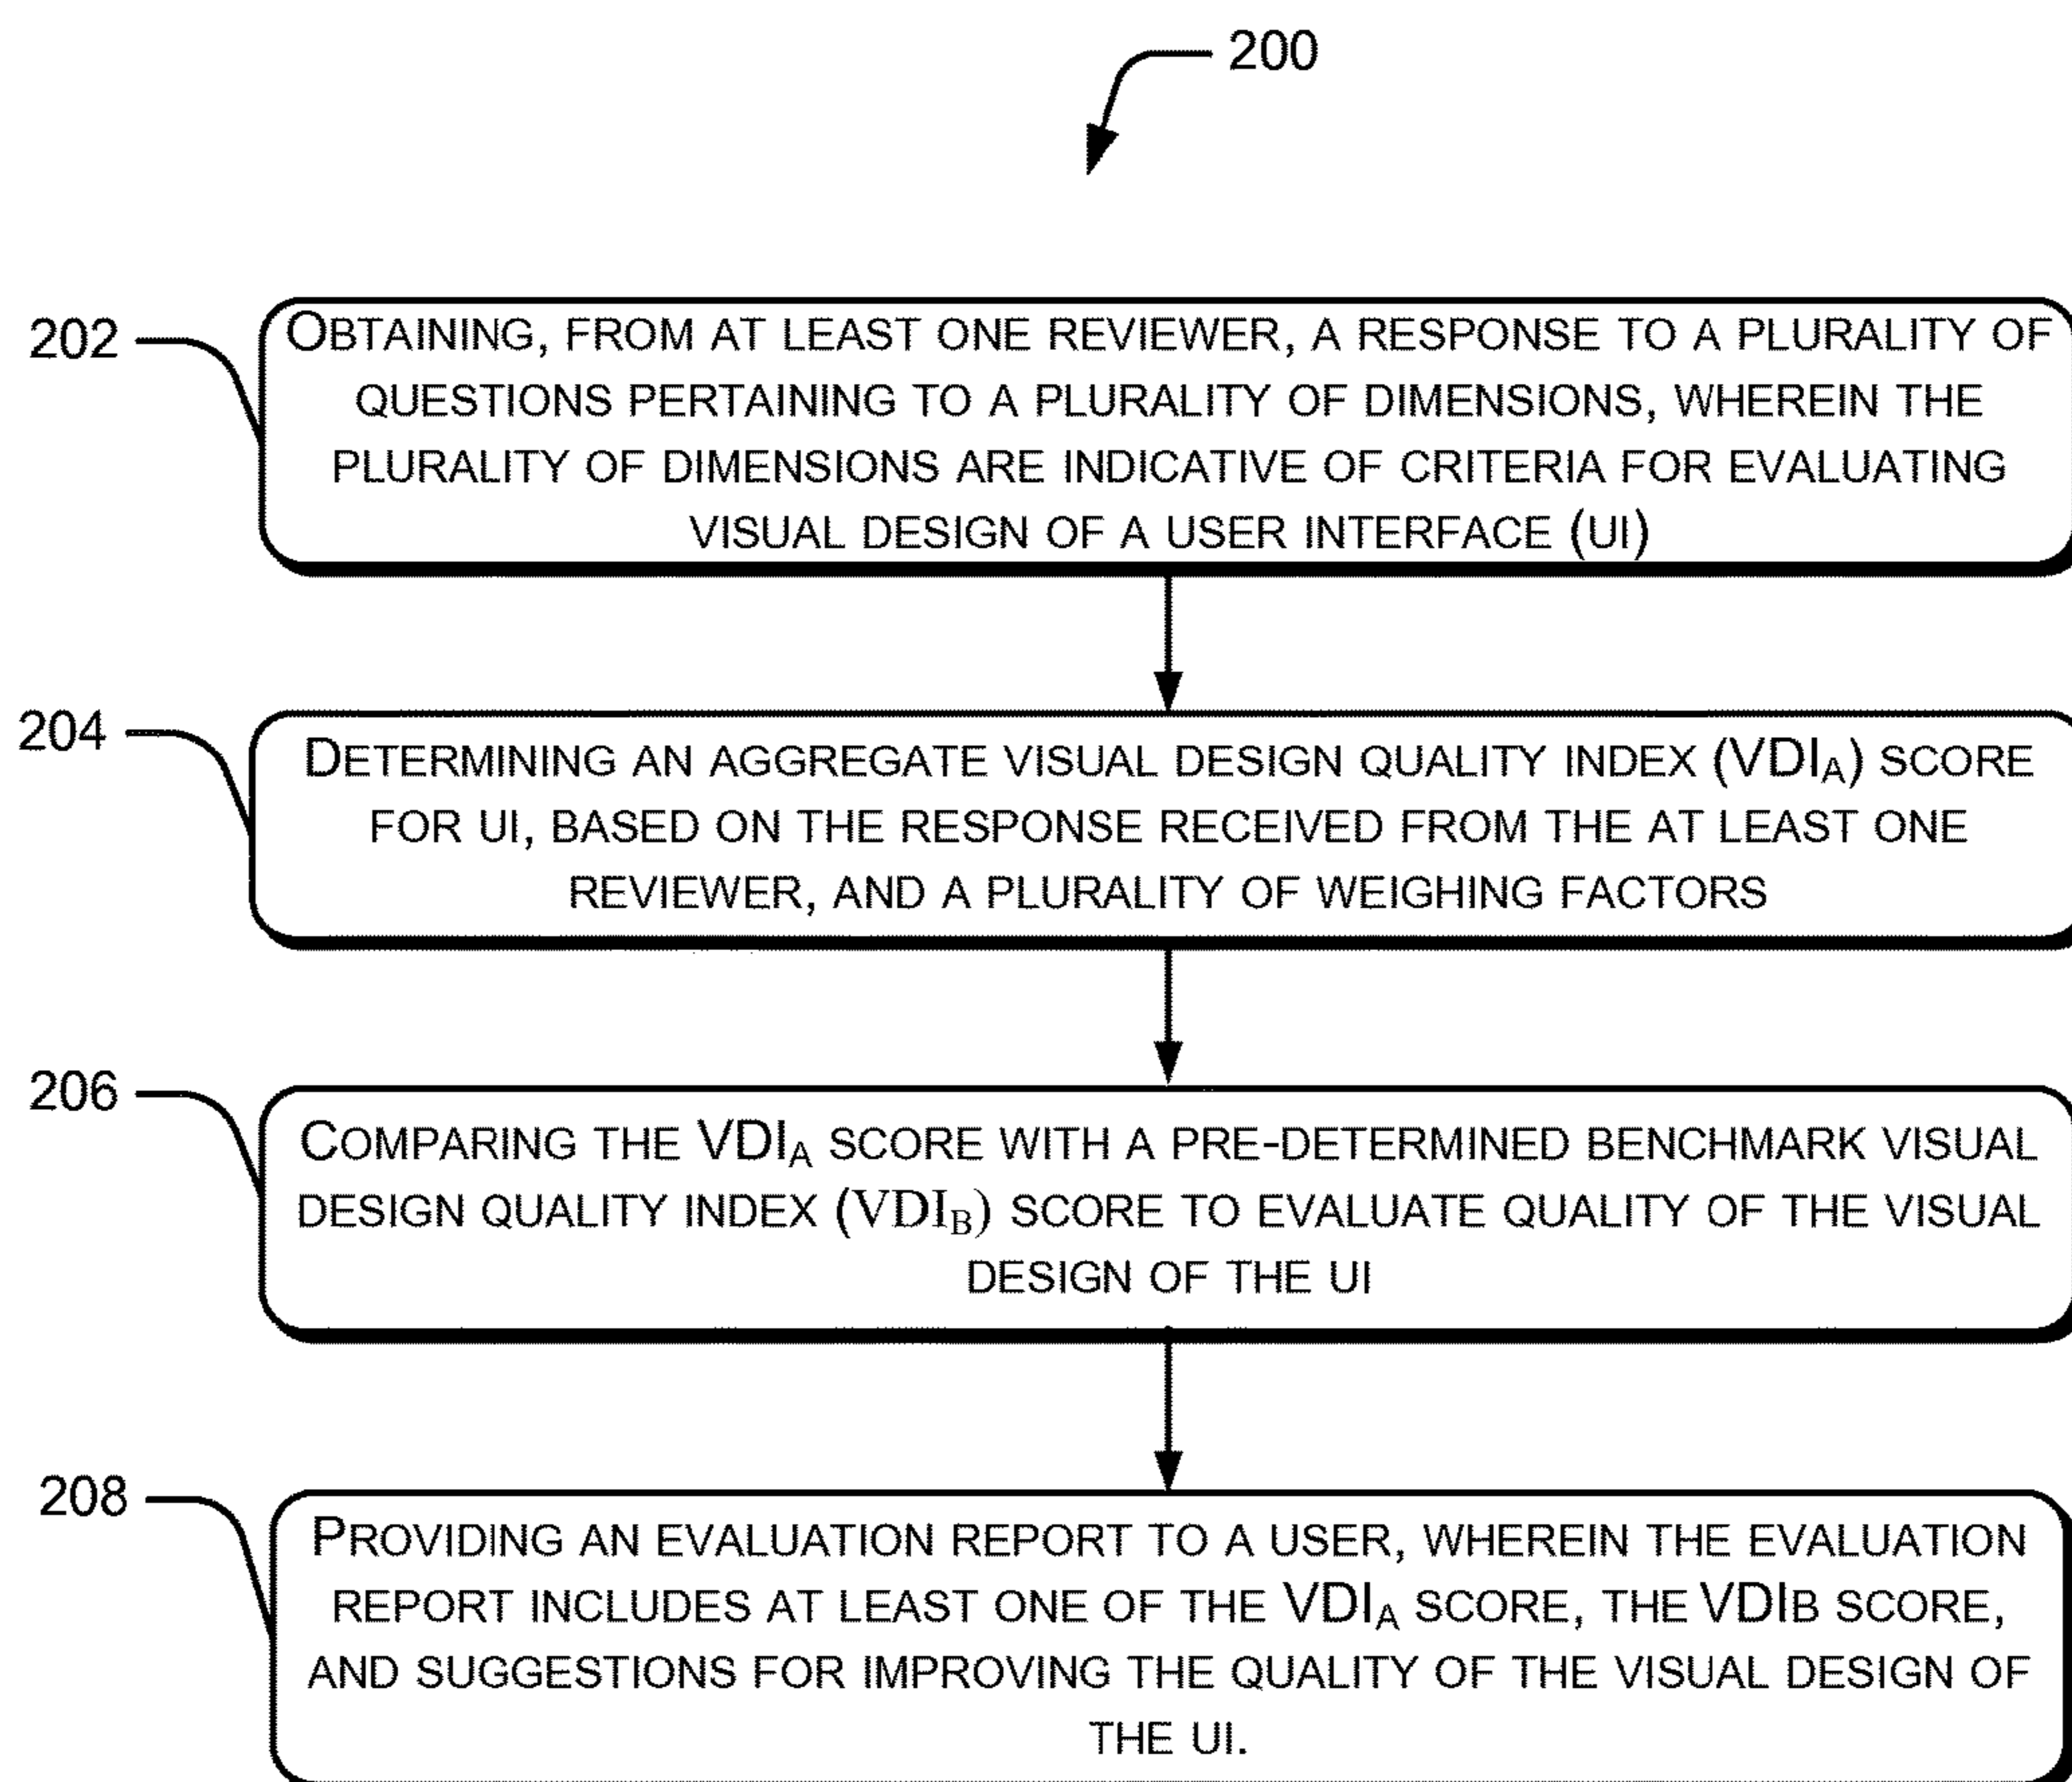 200
202
OBTAINING, FROM AT LEAST ONE REVIEWER, A RESPONSE TO A PLURALITY OF
QUESTIONS PERTAINING TO A PLURALITY OF DIMENSIONS, WHEREIN THE
PLURALITY OF DIMENSIONS ARE INDICATIVE OF CRITERIA FOR EVALUATING
VISUAL DESIGN OF A USER INTERFACE (UI)
204
DETERMINING AN AGGREGATE VISUAL DESIGN QUALITY INDEX (VDIA) SCORE
FOR UI, BASED ON THE RESPONSE RECEIVED FROM THE AT LEAST ONE
REVIEWER, AND A PLURALITY OF WEIGHING FACTORS
206
COMPARING THE VDIA SCORE WITH A PRE-DETERMINED BENCHMARK VISUAL
DESIGN QUALITY INDEX (VDIB) SCORE TO EVALUATE QUALITY OF THE VISUAL
DESIGN OF THE UI
208
PROVIDING AN EVALUATION REPORT TO A USER, WHEREIN THE EVALUATION
REPORT INCLUDES AT LEAST ONE OF THE VDIA SCORE, THE VDIB SCORE,
AND SUGGESTIONS FOR IMPROVING THE QUALITY OF THE VISUAL DESIGN OF
THE UI.